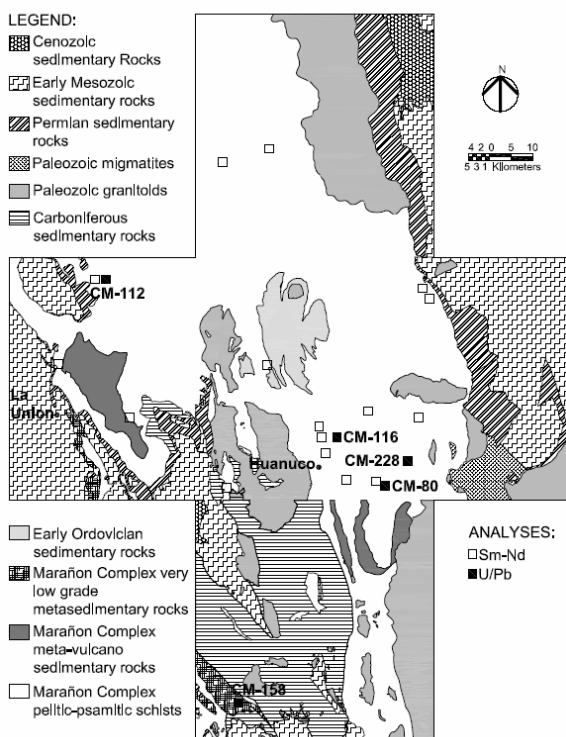 LEGEND:
Cenozoic
sedimentary Rocks
Early Mesozoic
sedimentary rocks
Permian sedimentary
rocks
Paleozoic migmatites
Paleozoic granitoids
Carboniferous
sedimentary rocks
N
4 2 0 5 10
5 3 1 Kilometers
CM-112
La
Union
CM-116
Huanuco
CM-228
CM-80
Early Ordovician
sedimentary rocks
Marañon Complex very
low grade
metasedimentary rocks
Marañon Complex
meta-vulcano
sedimentary rocks
Marañon Complex
pelitic-psamitic schists
ANALYSES:
Sm-Nd
U/Pb
CM-158